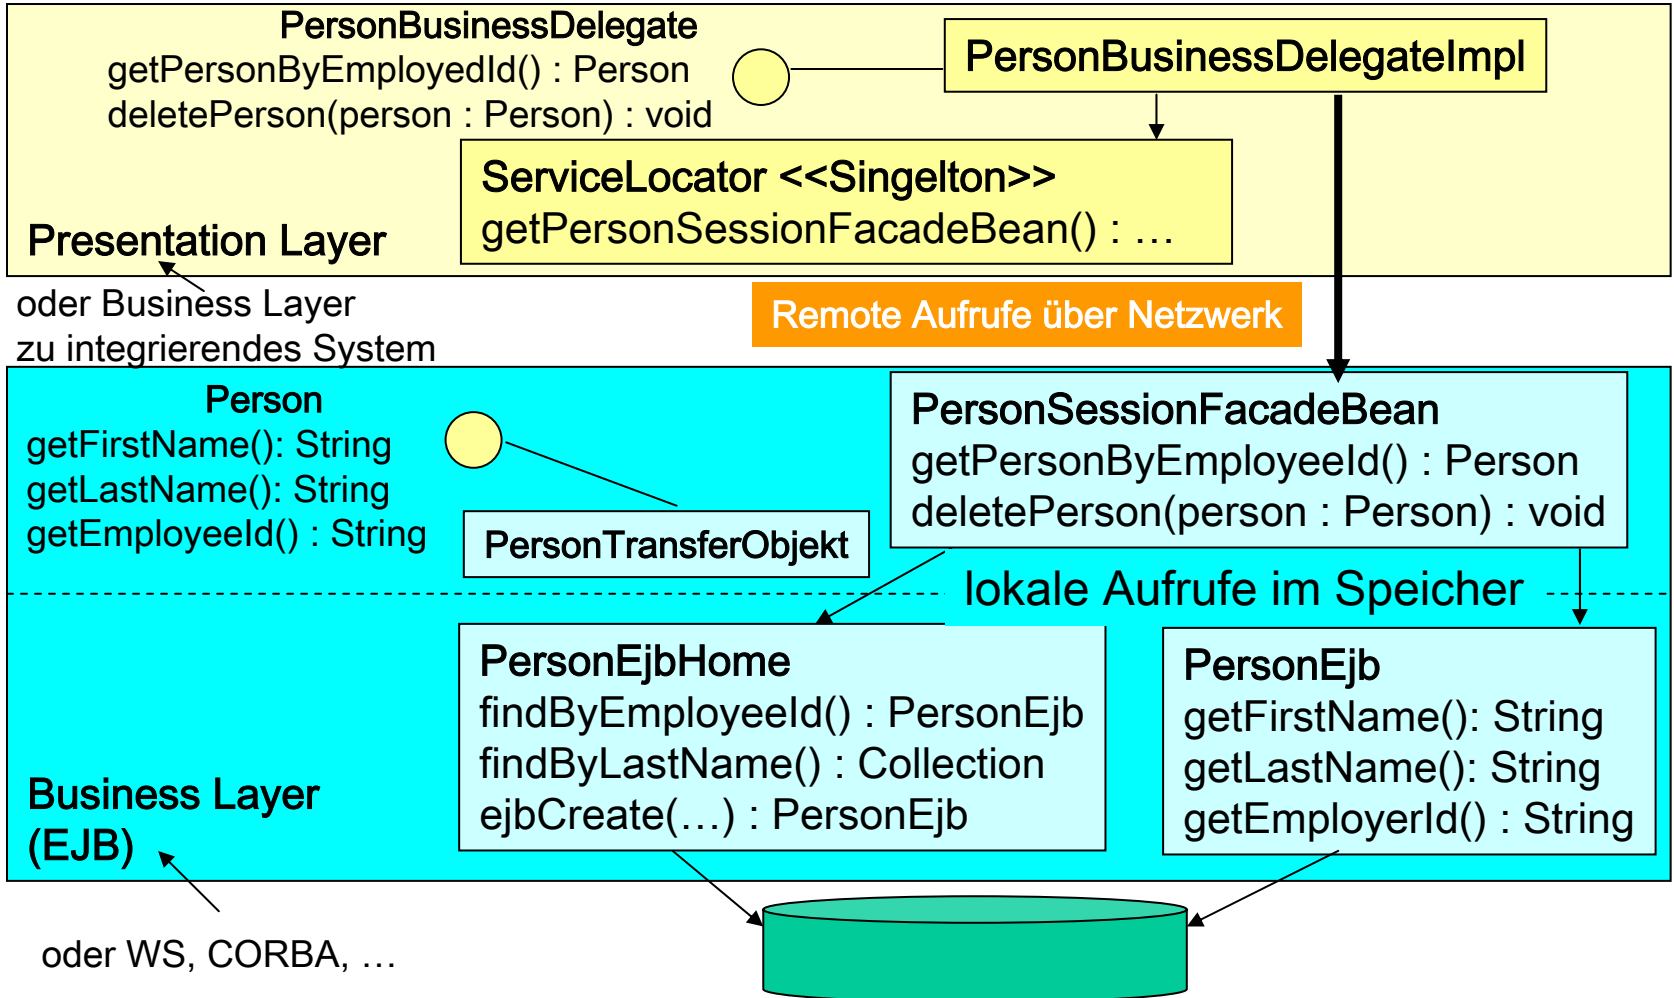 PersonBusinessDelegate
getPersonByEmployedId() : Person
deletePerson(person : Person) : void
PersonBusinessDelegateImpl
ServiceLocator <<Singelton>>
getPersonSessionFacadeBean() : …
Presentation Layer
oder Business Layer
zu integrierendes System
Remote Aufrufe über Netzwerk
Person
getFirstName(): String
getLastName(): String
getEmployeeId() : String
PersonTransferObjekt
PersonSessionFacadeBean
getPersonByEmployeeId() : Person
deletePerson(person : Person) : void
lokale Aufrufe im Speicher
PersonEjbHome
findByEmployeeId() : PersonEjb
findByLastName() : Collection
ejbCreate(…) : PersonEjb
PersonEjb
getFirstName(): String
getLastName(): String
getEmployerId() : String
Business Layer
(EJB)
oder WS, CORBA, …